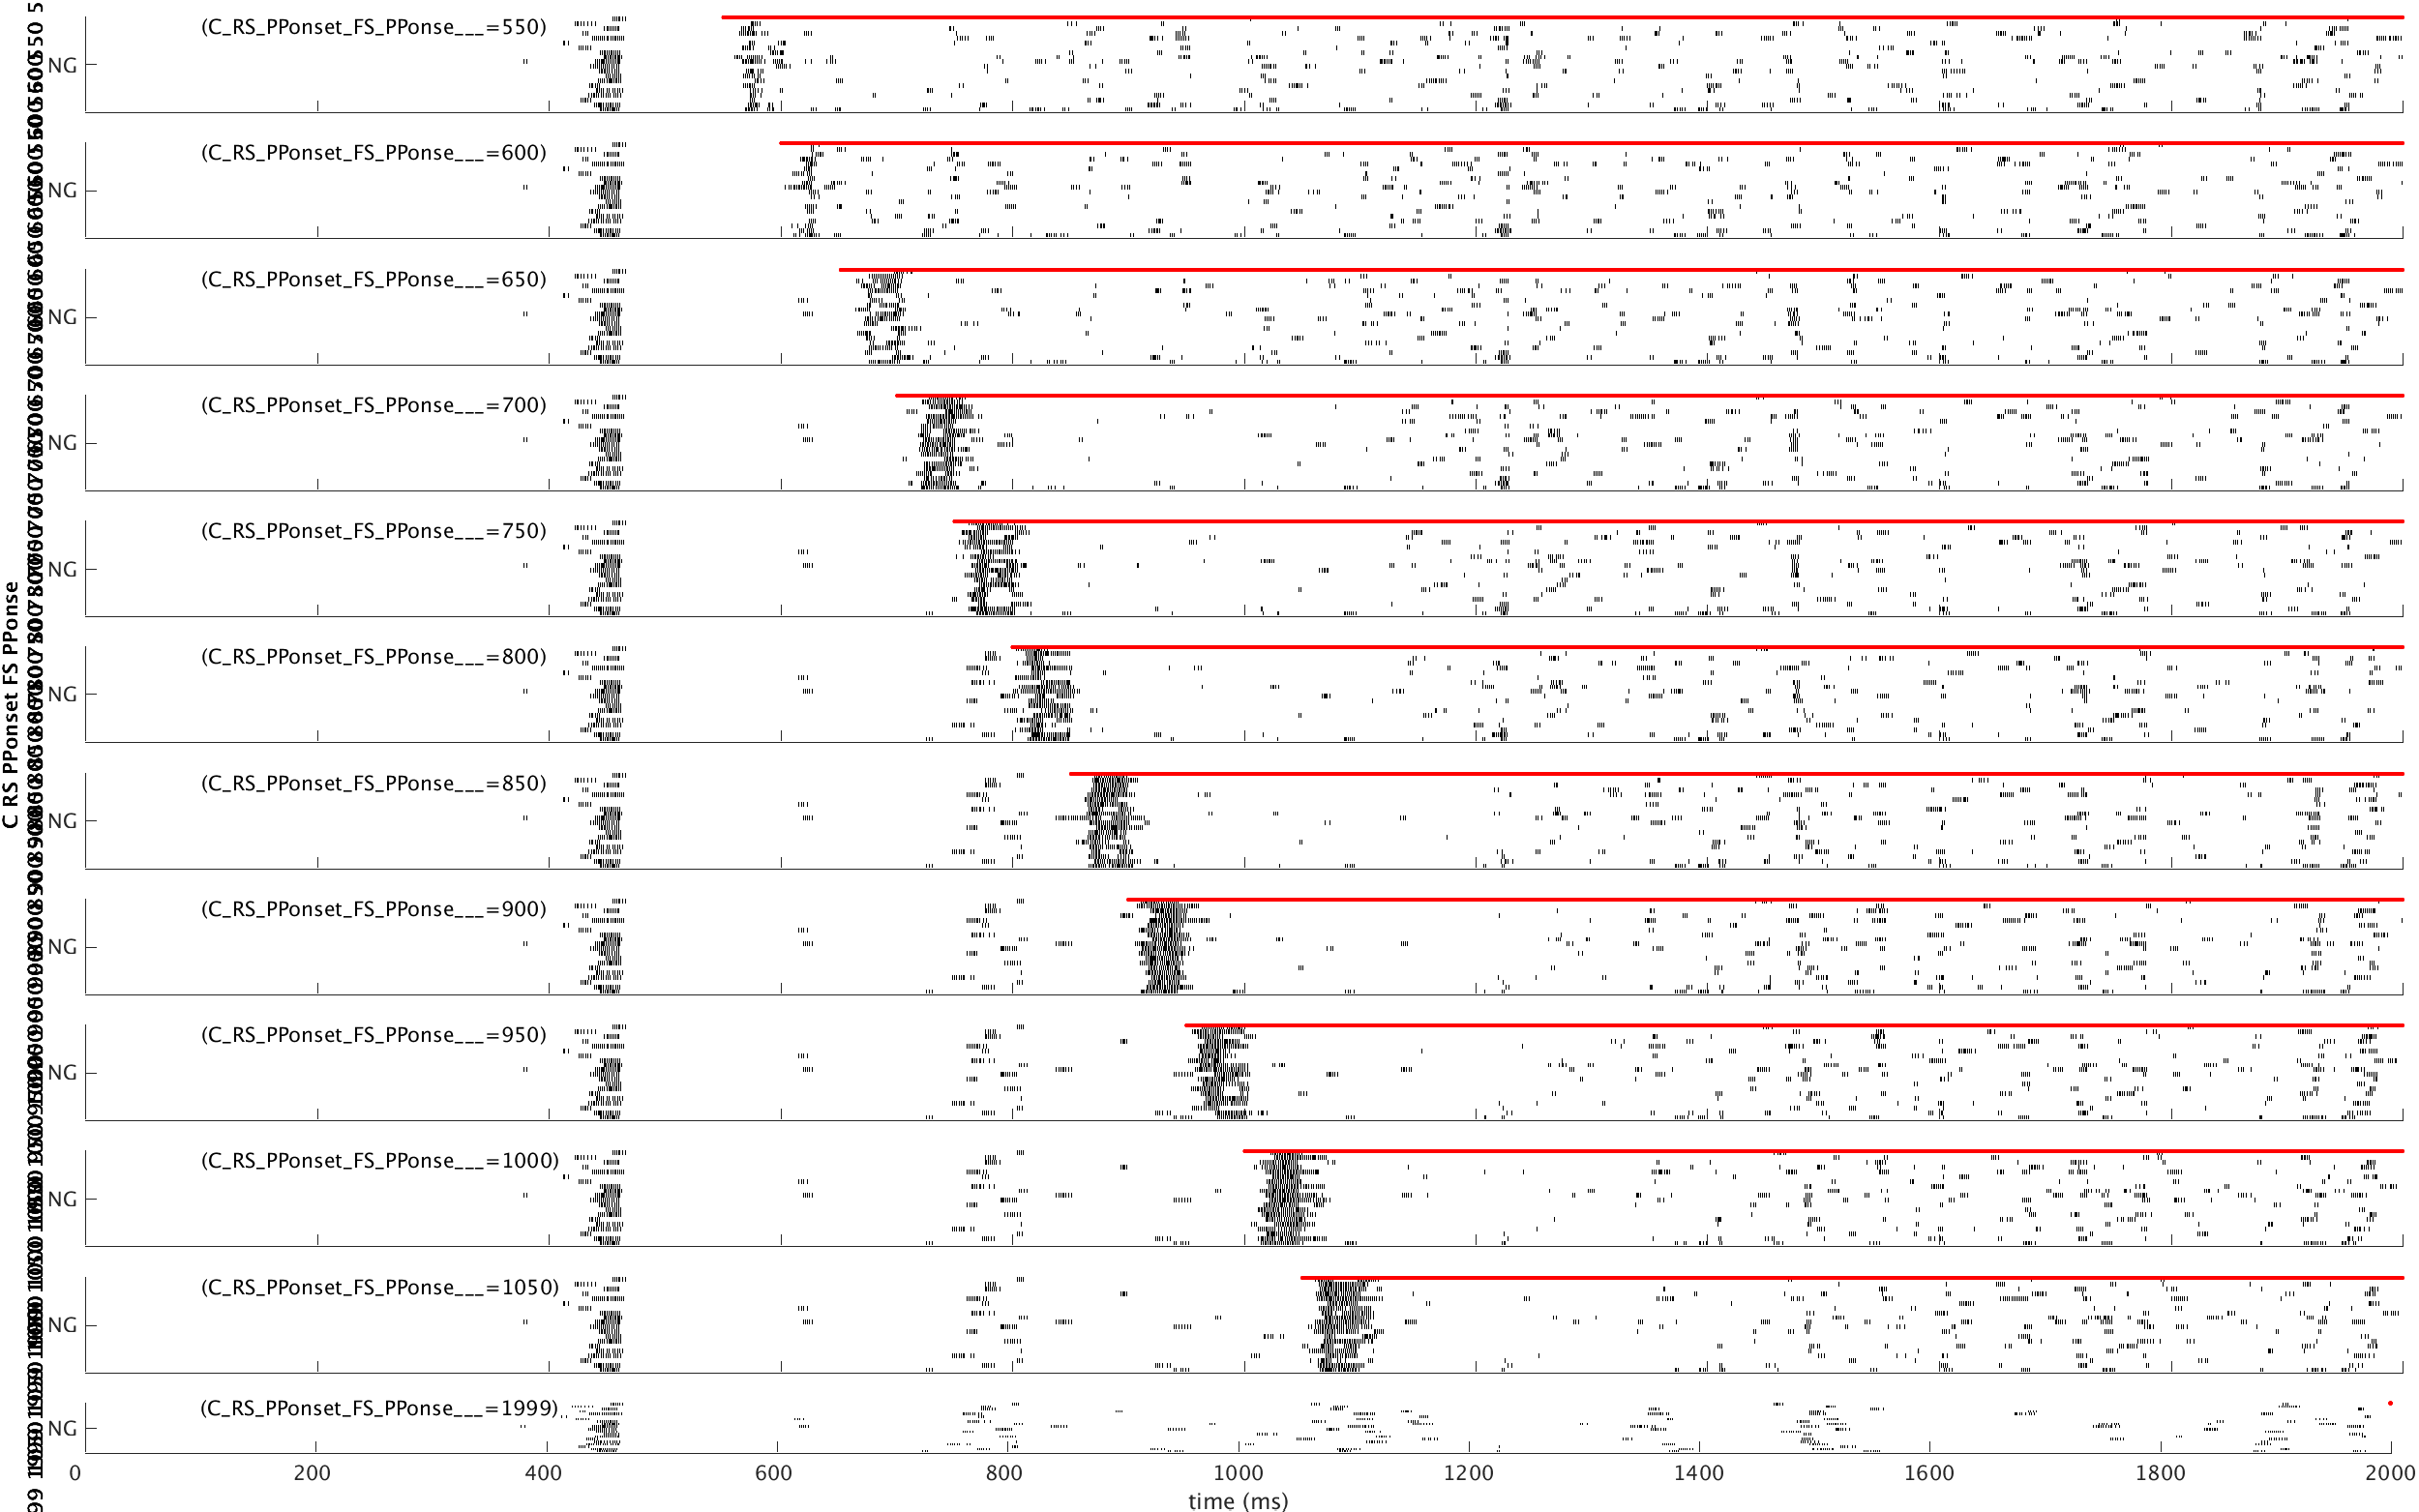 (C_RS_PPonset_FS_PPonse___=550)
NG
(C_RS_PPonset_FS_PPonse___=600)
NG
(C_RS_PPonset_FS_PPonse___=650)
NG
(C_RS_PPonset_FS_PPonse___=700)
NG
(C_RS_PPonset_FS_PPonse___=750)
NG
C RS PPonset FS PPonse
(C_RS_PPonset_FS_PPonse___=800)
NG
(C_RS_PPonset_FS_PPonse___=850)
NG
(C_RS_PPonset_FS_PPonse___=900)
NG
(C_RS_PPonset_FS_PPonse___=950)
NG
(C_RS_PPonset_FS_PPonse___=1000)
NG
(C_RS_PPonset_FS_PPonse___=1050)
NG
(C_RS_PPonset_FS_PPonse___=1999)
NG
0 200 400 600 800 1000 1200 1400 1600 1800 2000
time (ms)